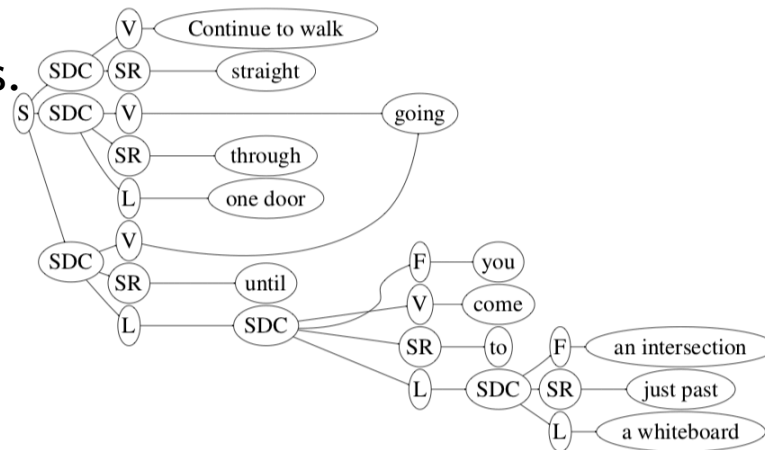 V Continue to walk
s. SDC SR straight
S SDC V going
SR through
L one door
V
SDC F you
SR until
V come
L SDC
SR to F an intersection
L SDC SR just past
L a whiteboard